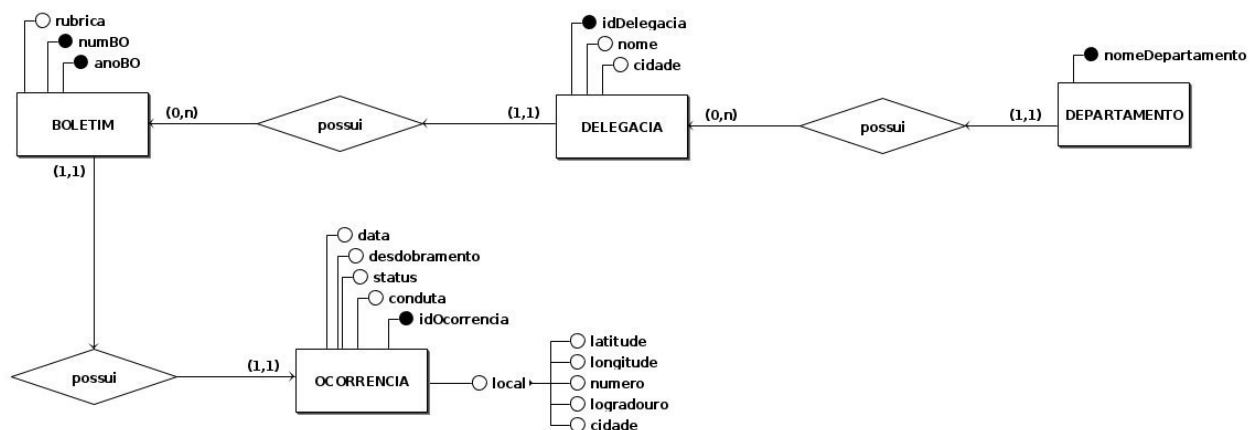 rubrica
numBO
anoBO
BOLETIM
(0,n)
possui
(1,1)
idDelegacia
nome
cidade
DELEGACIA
(0,n)
possui
(1,1)
nomeDepartamento
DEPARTAMENTO
(1,1)
possui
(1,1)
data
desdobramento
status
conduta
idOcorrencia
OCORRENCIA
local
latitude
longitude
numero
logradouro
cidade